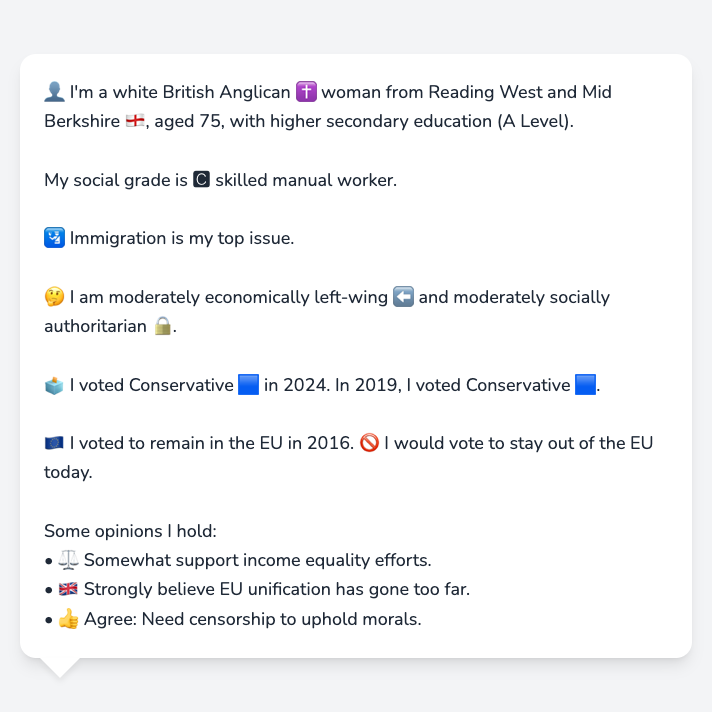 👤 I'm a white British Anglican ✝️ woman from Reading West and Mid
Berkshire 🏴󠁧󠁢󠁥󠁮󠁧󠁿, aged 75, with higher secondary education (A Level).
My social grade is 🅲 skilled manual worker.
🛂 Immigration is my top issue.
🤔 I am moderately economically left-wing ⬅️ and moderately socially
authoritarian 🔒.
🗳️ I voted Conservative 🟦 in 2024. In 2019, I voted Conservative 🟦.
🇪🇺 I voted to remain in the EU in 2016. 🚫 I would vote to stay out of the EU
today.
Some opinions I hold:
• ⚖️ Somewhat support income equality efforts.
• 🇬🇧 Strongly believe EU unification has gone too far.
• 👍 Agree: Need censorship to uphold morals.